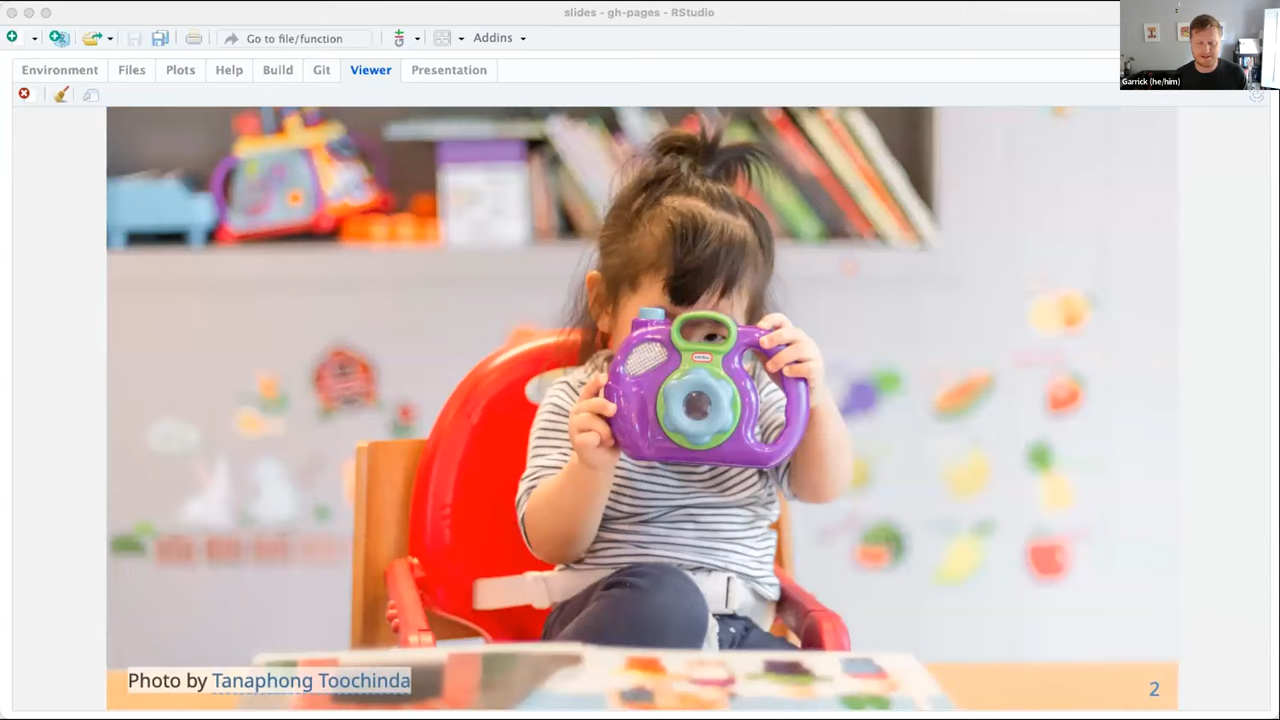 slides - gh-pages - RStudio
Go to file/function
Addins
Environment
Files
Plots
Help
Build
Git
Viewer
Presentation
Garrick (he/him)
Photo by Tanaphong Toochinda
2